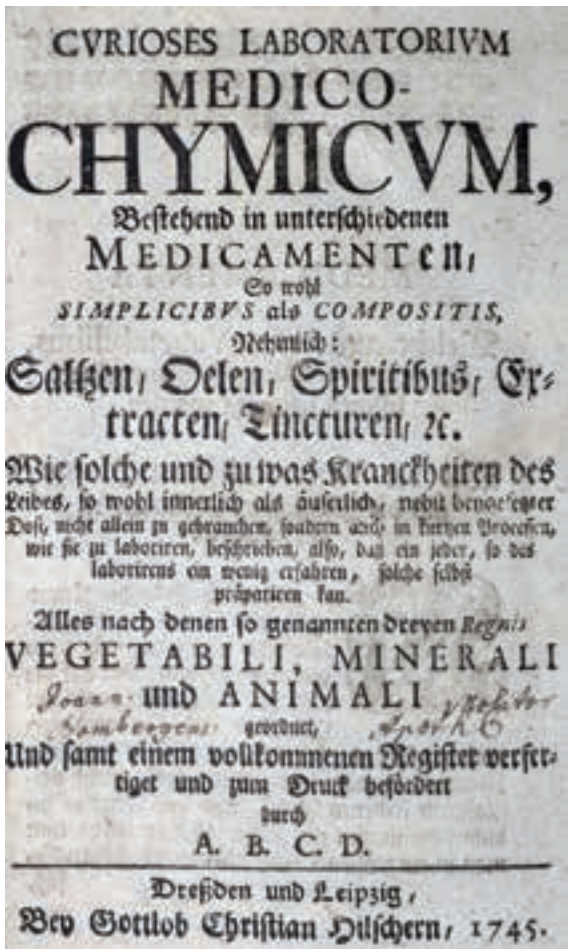 CVRIOSES LABORATORIVM
MEDICO-
CHYMICVM,
Bestehend in unterschiedenen
MEDICAMENTen,
So wohl
SIMPLICIBVS als COMPOSITIS,
Nehmlich:
Saltzen, Oelen, Spiritibus, Ex-
tracten, Tincturen, ꝛc.
Wie solche und zu was Kranckheiten des
Leibes, so wohl innerlich als äuserlich, nebst beygesetzter
Dosi, nicht allein zu gebrauchen, sondern auch in kurtzen Processen,
wie sie zu laboriren, beschrieben, also, daß ein jeder, so des
laborirens ein wenig erfahren, solche selbst
präpariren kan.
Alles nach denen so genannten dreyen Regnis
VEGETABILI, MINERALI
und ANIMALI
geordnet,
Und samt einem vollkommnenen Register verfer-
tiget und zum Druck befördert
durch
A. B. C. D.
Dreßden und Leipzig,
Bey Gottlob Christian Hilschern, 1745.